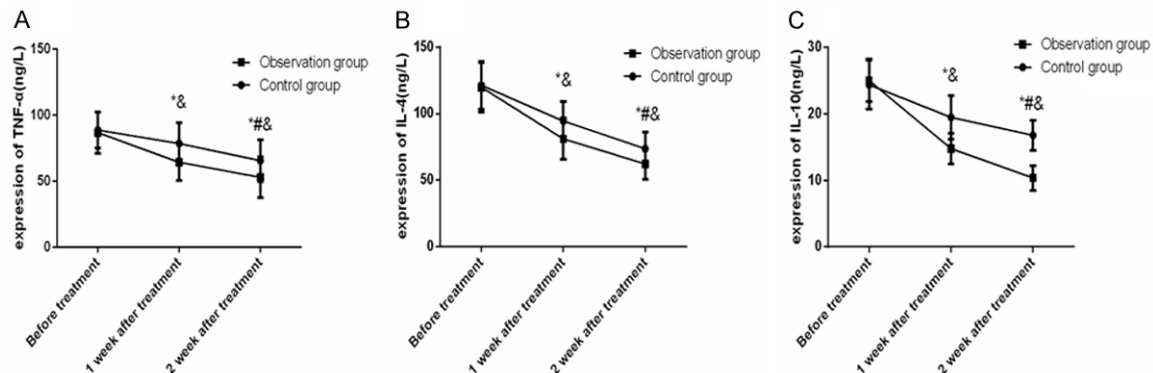 A
expression of TNF-α(ng/L)
150
100
50
0
Observation group
Control group
*&
*#&
Before treatment
1 week after treatment
2 week after treatment
B
expression of IL-4(ng/L)
150
100
50
0
Observation group
Control group
*&
*#&
Before treatment
1 week after treatment
2 week after treatment
C
expression of IL-10(ng/L)
30
20
10
0
Observation group
Control group
*&
*#&
Before treatment
1 week after treatment
2 week after treatment